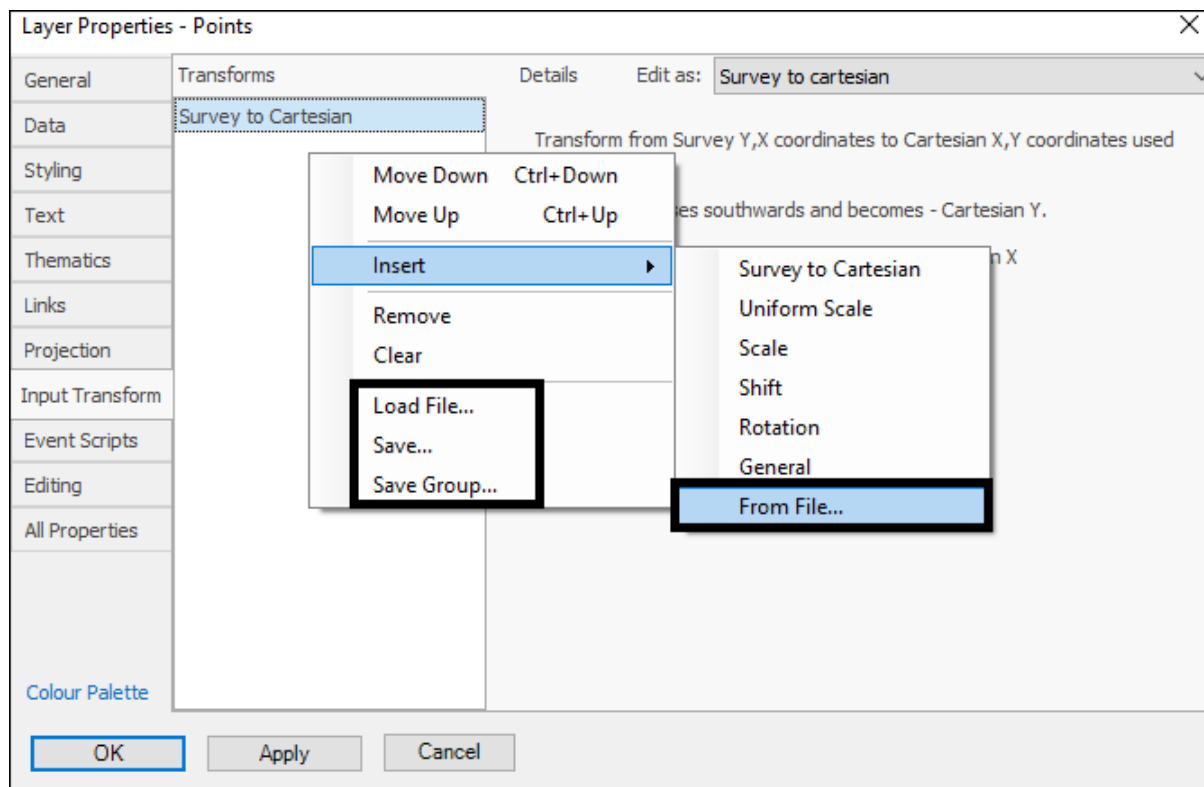 Layer Properties - Points
General
Data
Styling
Text
Thematics
Links
Projection
Input Transform
Event Scripts
Editing
All Properties
Colour Palette
Transforms
Survey to Cartesian
Details
Edit as: Survey to cartesian
Transform from Survey Y,X coordinates to Cartesian X,Y coordinates used
southwards and becomes - Cartesian Y.
X
Move Down Ctrl+Down
Move Up Ctrl+Up
Insert
Remove
Clear
Load File...
Save...
Save Group...
Survey to Cartesian
Uniform Scale
Scale
Shift
Rotation
General
From File...
OK
Apply
Cancel